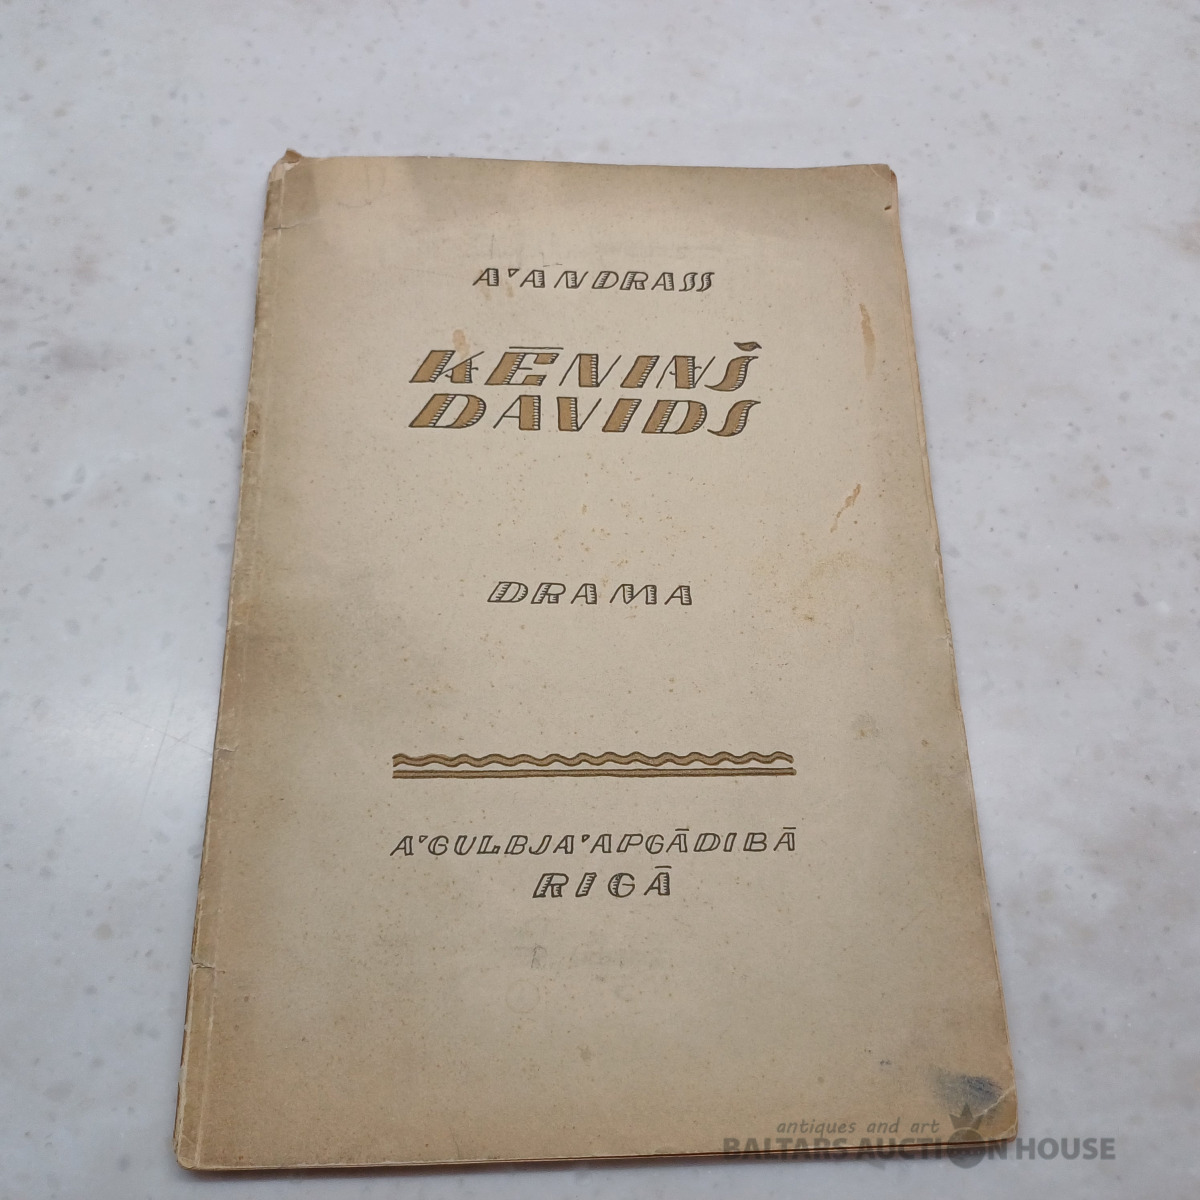 A'ANDRASS
ĶĒNIŅŠ
DAVIDS
DRAMA
A'GULBJA'APGĀDIBĀ
RIGĀ
antiques and art
BALTARS AUCTION HOUSE